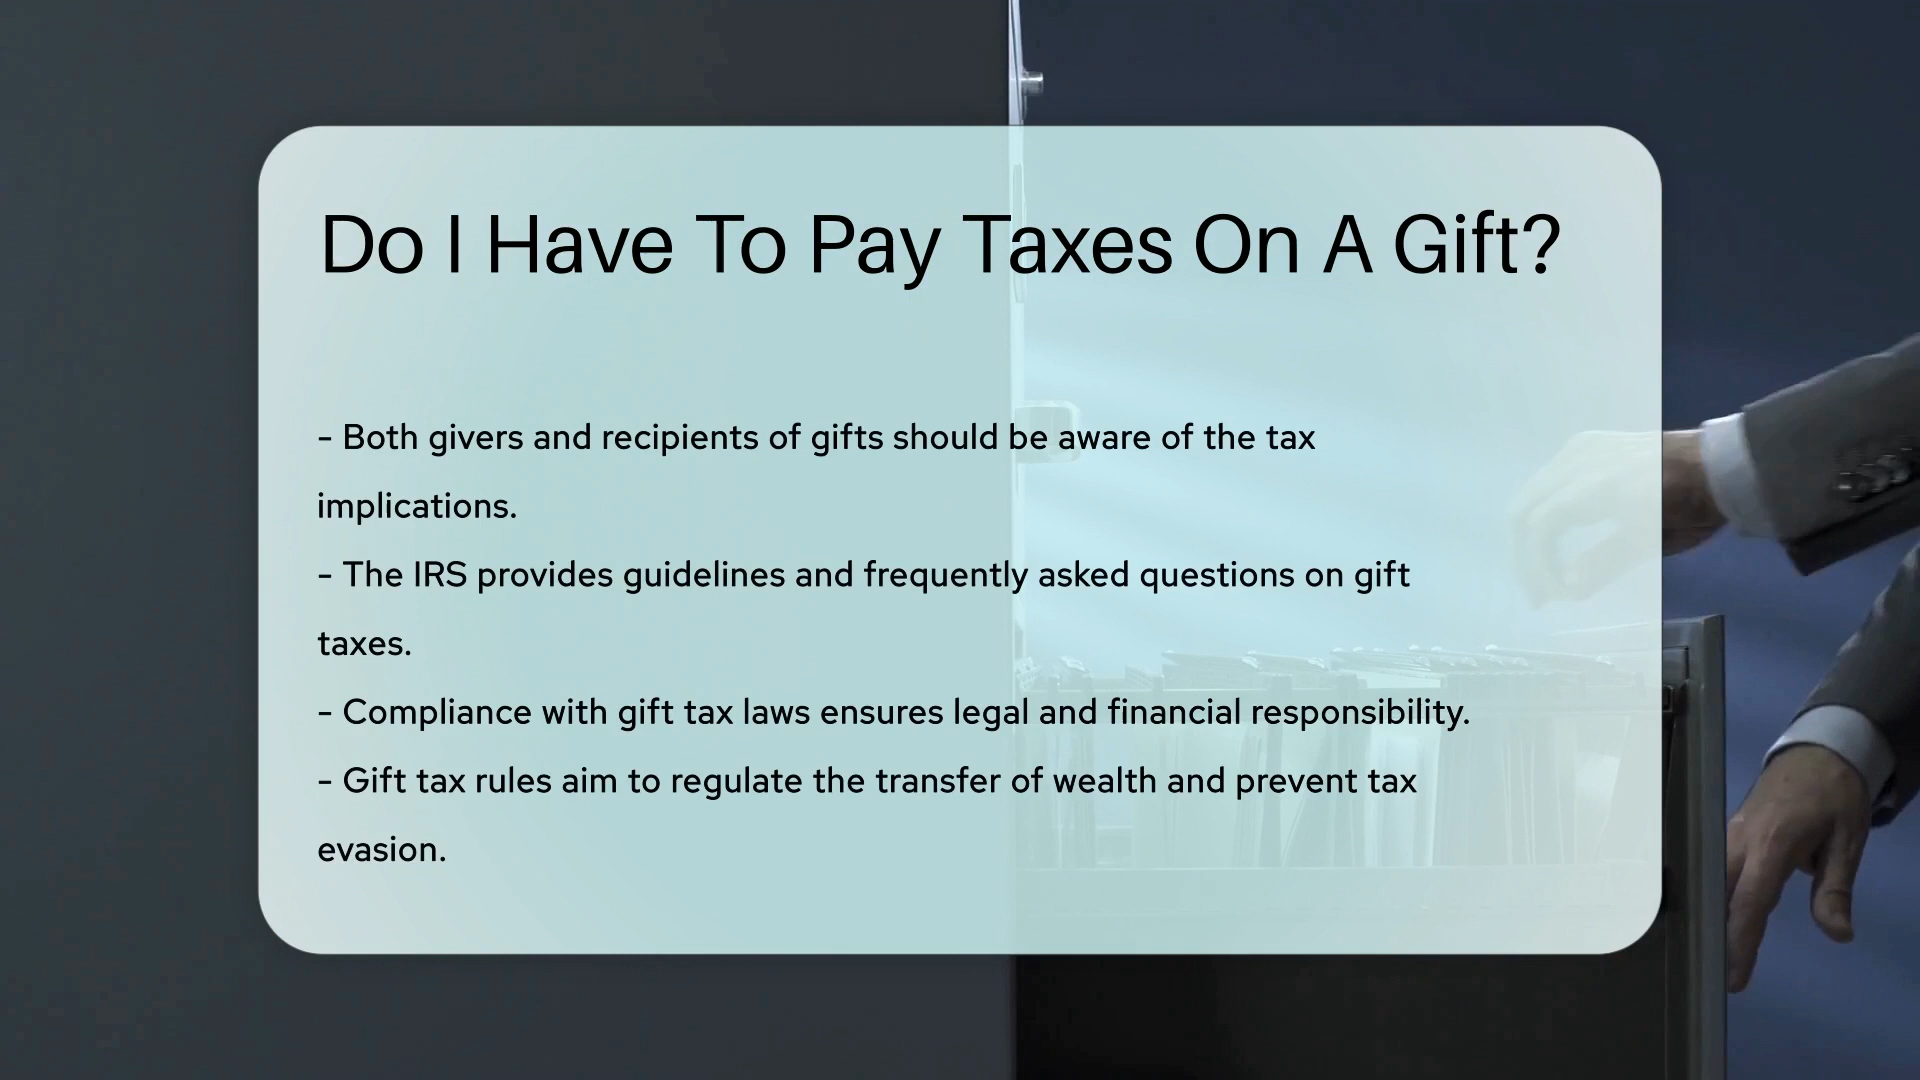 Do I Have To Pay Taxes On A Gift?
- Both givers and recipients of gifts should be aware of the tax
implications.
- The IRS provides guidelines and frequently asked questions on gift
taxes.
- Compliance with gift tax laws ensures legal and financial responsibility.
- Gift tax rules aim to regulate the transfer of wealth and prevent tax
evasion.